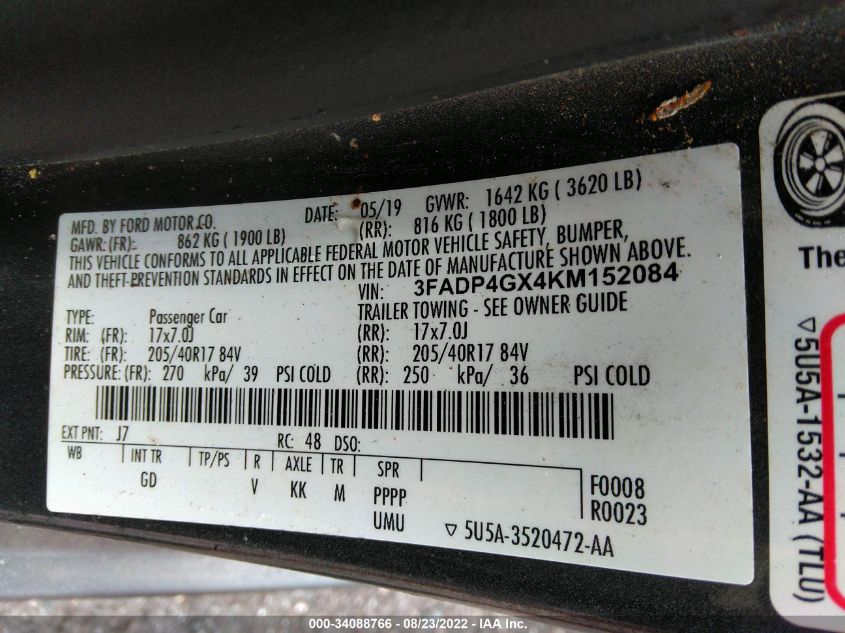 MFD. BY FORD MOTOR CO. DATE: 05/19 GVWR: 1642 KG ( 3620 LB)
GAWR: (FR): 862 KG ( 1900 LB) (RR): 816 KG ( 1800 LB)
THIS VEHICLE CONFORMS TO ALL APPLICABLE FEDERAL MOTOR VEHICLE SAFETY, BUMPER,
AND THEFT PREVENTION STANDARDS IN EFFECT ON THE DATE OF MANUFACTURE SHOWN ABOVE.
VIN: 3FADP4GX4KM152084
TYPE: Passenger Car TRAILER TOWING - SEE OWNER GUIDE
RIM: (FR): 17x7.0J (RR): 17x7.0J
TIRE: (FR): 205/40R17 84V (RR): 205/40R17 84V
PRESSURE: (FR): 270 kPa/ 39 PSI COLD (RR): 250 kPa/ 36 PSI COLD
EXT PNT: J7 RC: 48 DSO:
WB INT TR TP/PS R AXLE TR SPR
GD V KK M PPPP F0008
UMU R0023
▽ 5U5A-3520472-AA
The
▽ 5U5A-1532-AA (TLU)
000-34088766 - 08/23/2022 - IAA Inc.